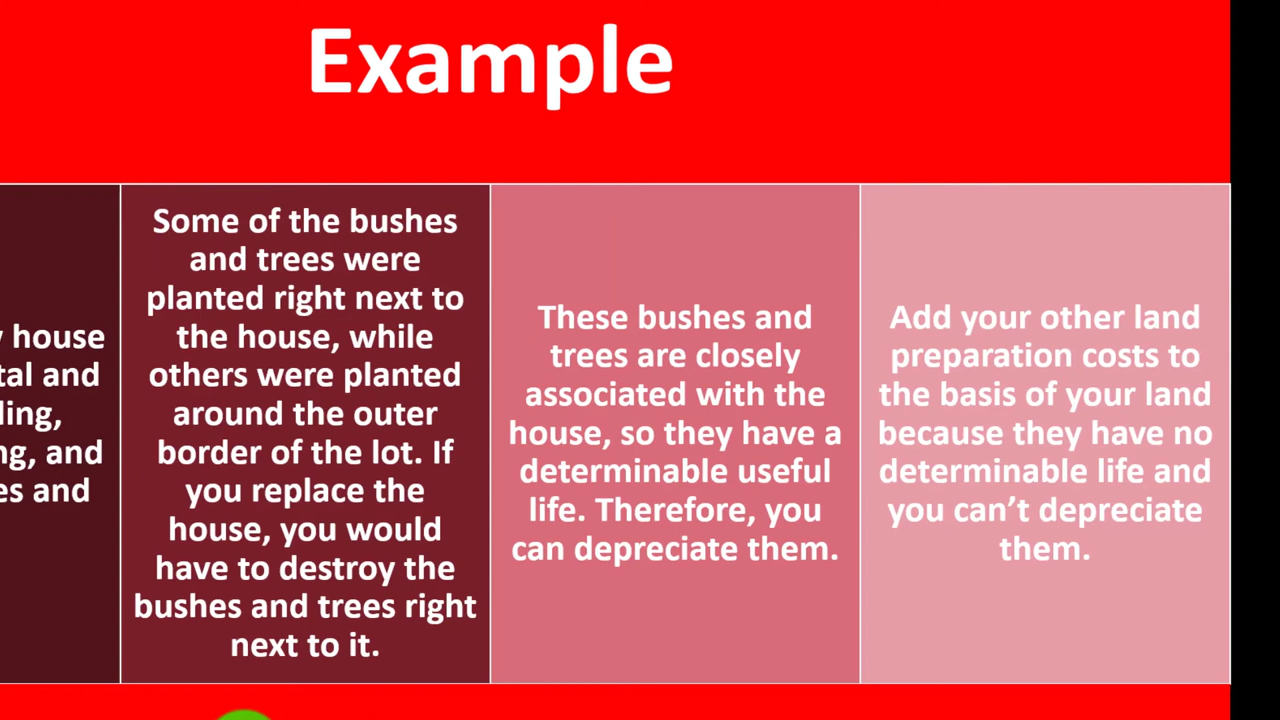 Example
house
and
and
and
Some of the bushes
and trees were
planted right next to
the house, while
others were planted
around the outer
border of the lot. If
you replace the
house, you would
have to destroy the
bushes and trees right
next to it.
These bushes and
trees are closely
associated with the
house, so they have a
determinable useful
life. Therefore, you
can depreciate them.
Add your other land
preparation costs to
the basis of your land
because they have no
determinable life and
you can’t depreciate
them.